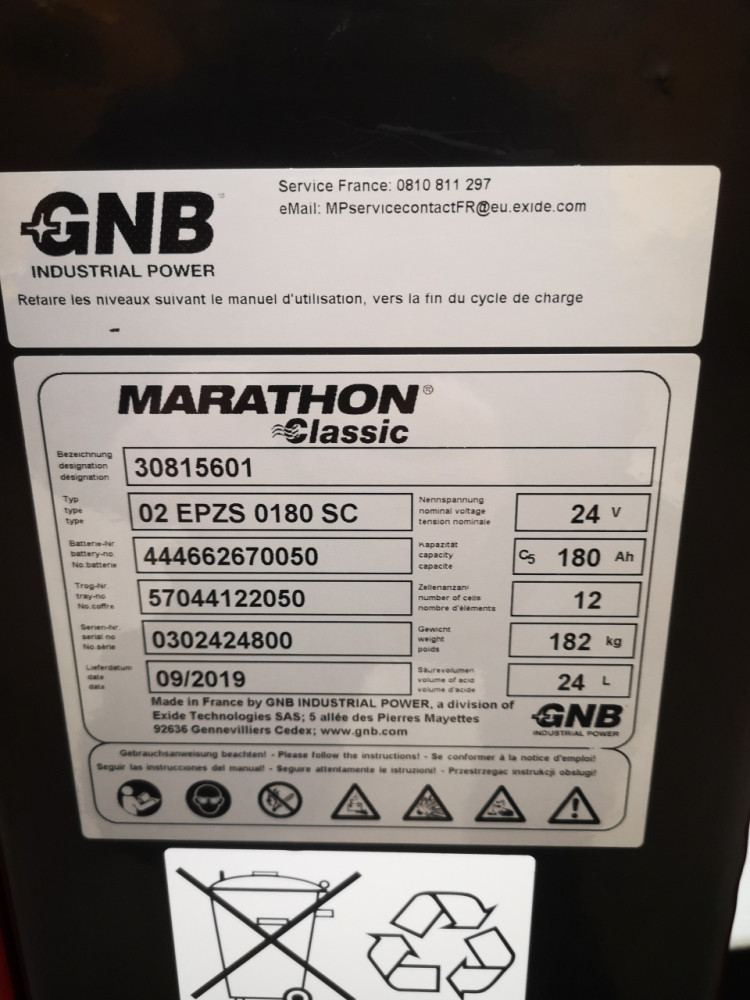 GNB
INDUSTRIAL POWER
Service France: 0810 811 297
eMail: MPservicecontactFR@eu.exide.com
Refaire les niveaux suivant le manuel d'utilisation, vers la fin du cycle de charge
MARATHON®
Classic
Bezeichnung
designation
désignation
30815601
Typ
type
type
02 EPZS 0180 SC
Nennspannung
nominal voltage
tension nominale
24 V
Batterie-Nr.
battery-no.
No.batterie
444662670050
Kapazität
capacity
capacite
C5 180 Ah
Trog-Nr.
tray-no
No.coffre
57044122050
Zellenanzahl
number of cells
nombre d'éléments
12
Serien-Nr.
serial no
No.série
0302424800
Gewicht
weight
poids
182 kg
Lieferdatum
date
date
09/2019
Säurevolumen
volume of acid
volume d'acide
24 L
Made in France by GNB INDUSTRIAL POWER, a division of
Exide Technologies SAS; 5 allée des Pierres Mayettes
92636 Gennevilliers Cedex; www.gnb.com
GNB
INDUSTRIAL POWER
Gebrauchsanweisung beachten! - Please follow the instructions! - Se conformer à la notice d'emploi!
Seguir las instrucciones del manual! - Seguire attentamente le istruzioni! - Przestrzegac instrukcji obslugi!